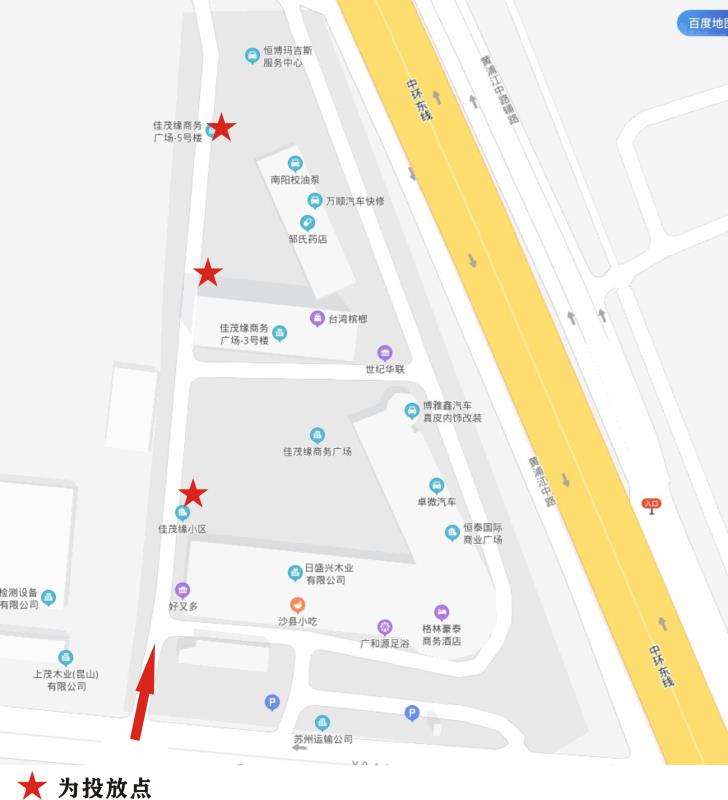 百度地图
恒博玛吉斯
服务中心
中环东线
黄浦江中路辅路
佳茂缘商务
广场-5号楼
南阳校油泵
万顺汽车快修
邹氏药店
台湾槟榔
佳茂缘商务
广场-3号楼
世纪华联
博雅鑫汽车
真皮内饰改装
佳茂缘商务广场
黄浦江中路
卓微汽车
入口
佳茂缘小区
恒泰国际
商业广场
日盛兴木业
有限公司
检测设备
有限公司
好又多
沙县小吃
广和源足浴
格林豪泰
商务酒店
中环东线
上茂木业(昆山)
有限公司
P
P
苏州运输公司
为投放点